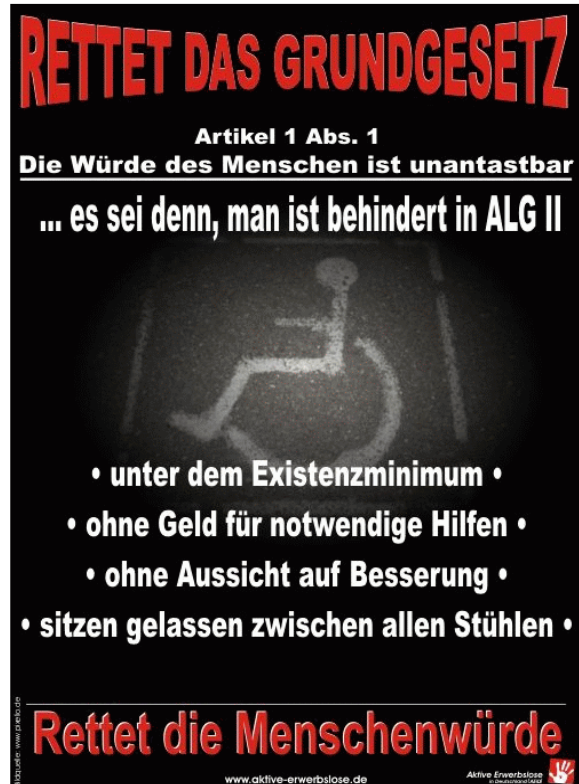 RETTET DAS GRUNDGESETZ
Artikel 1 Abs. 1
Die Würde des Menschen ist unantastbar
... es sei denn, man ist behindert in ALG II
• unter dem Existenzminimum •
• ohne Geld für notwendige Hilfen •
• ohne Aussicht auf Besserung •
• sitzen gelassen zwischen allen Stühlen •
Rettet die Menschenwürde
www.aktive-erwerbslose.de
Aktive Erwerbslose
in Deutschland